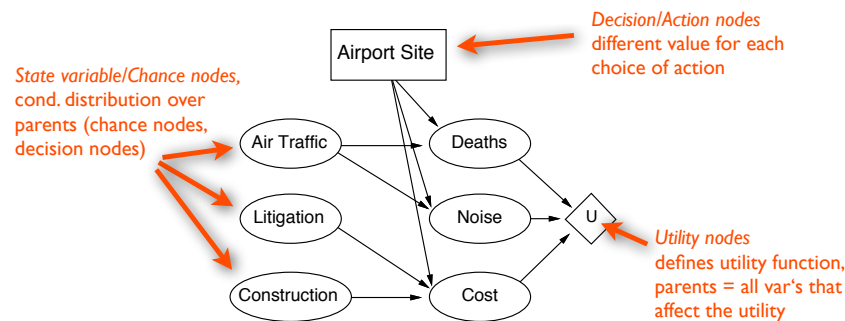 Decision/Action nodes
different value for each
choice of action
Airport Site
State variable/Chance nodes,
cond. distribution over
parents (chance nodes,
decision nodes)
Air Traffic
Deaths
Litigation
Noise
U
Construction
Cost
Utility nodes
defines utility function,
parents = all var‘s that
affect the utility